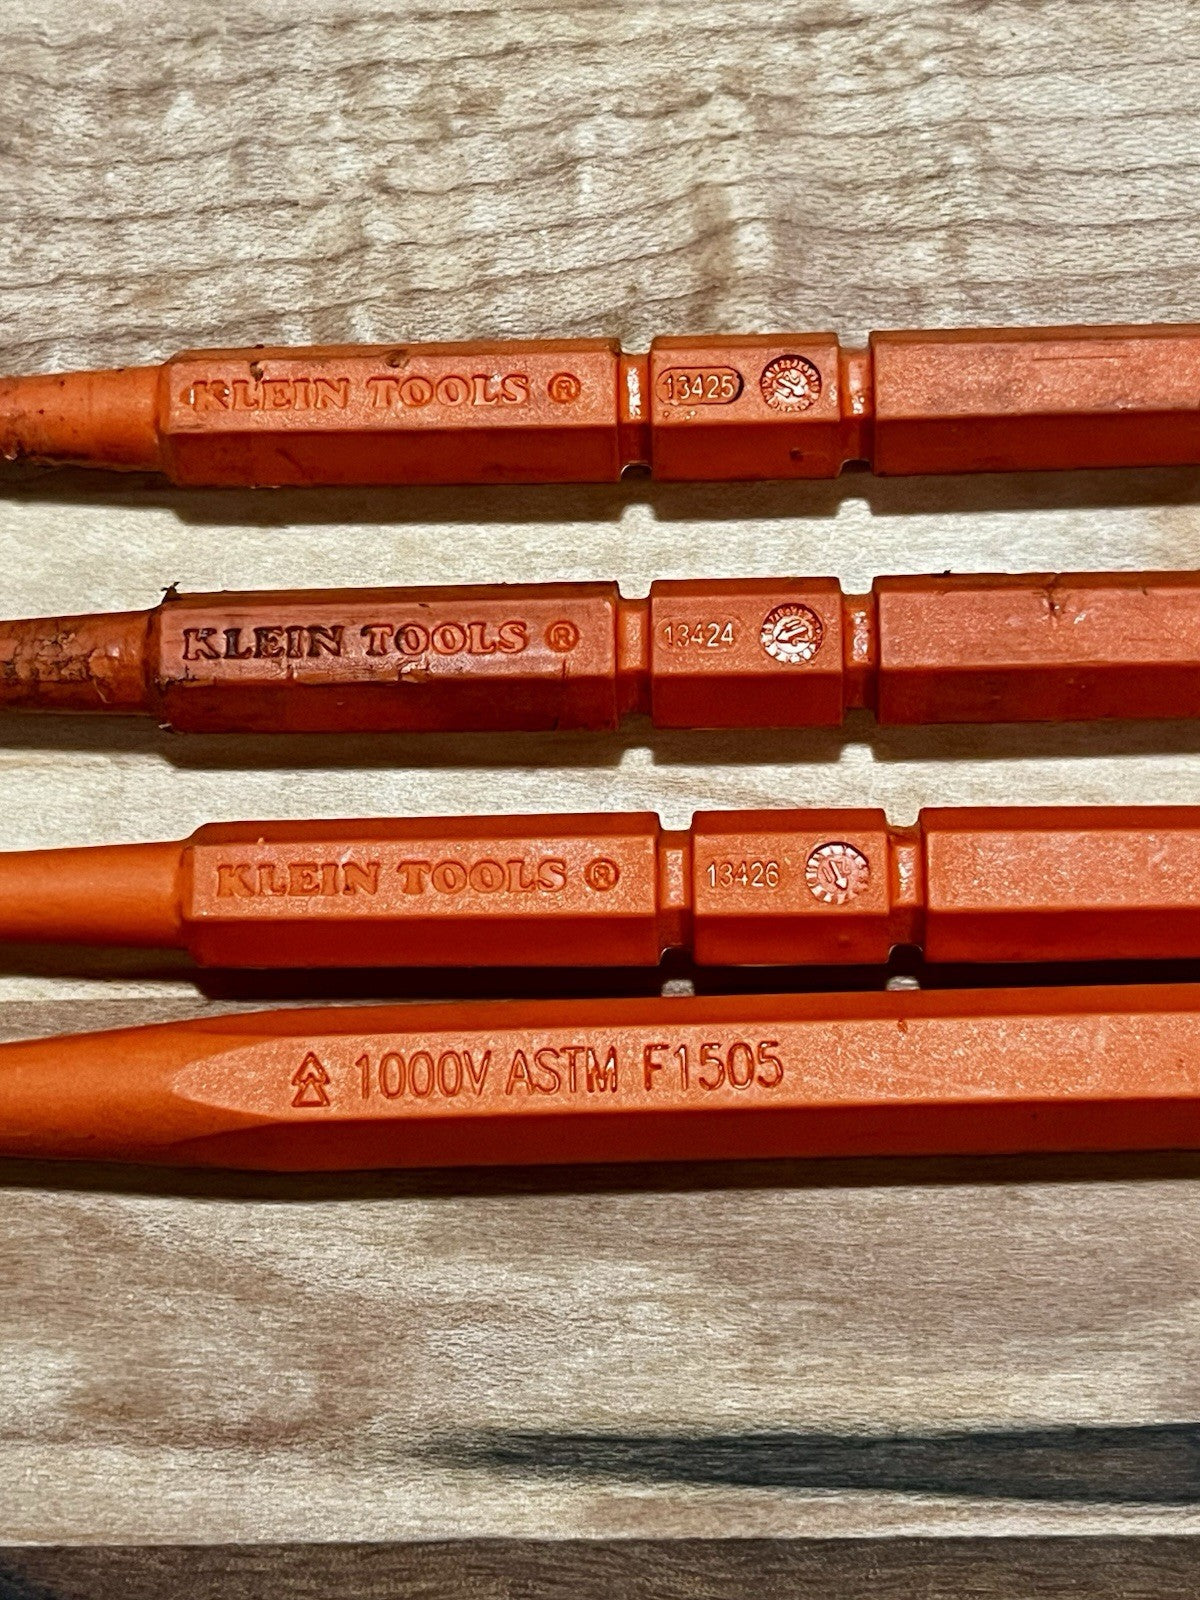 KLEIN TOOLS ® 13425
KLEIN TOOLS ® 13424
KLEIN TOOLS ® 13426
1000V ASTM F1505